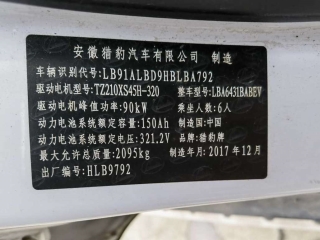 安徽猎豹汽车有限公司 制造
车辆识别代号:LB91ALBD9HBLBA792
驱动电机型号:TZ210XS45H-320 整车型号:LBA6431BABEV
驱动电机峰值功率:90kW 乘坐人数:6人
动力电池系统额定容量:150Ah 制造国:中国
动力电池系统额定电压:321.2V 品牌:猎豹牌
最大允许总质量:2095kg 制造年月:2017年12月
出厂编号:HLB9792